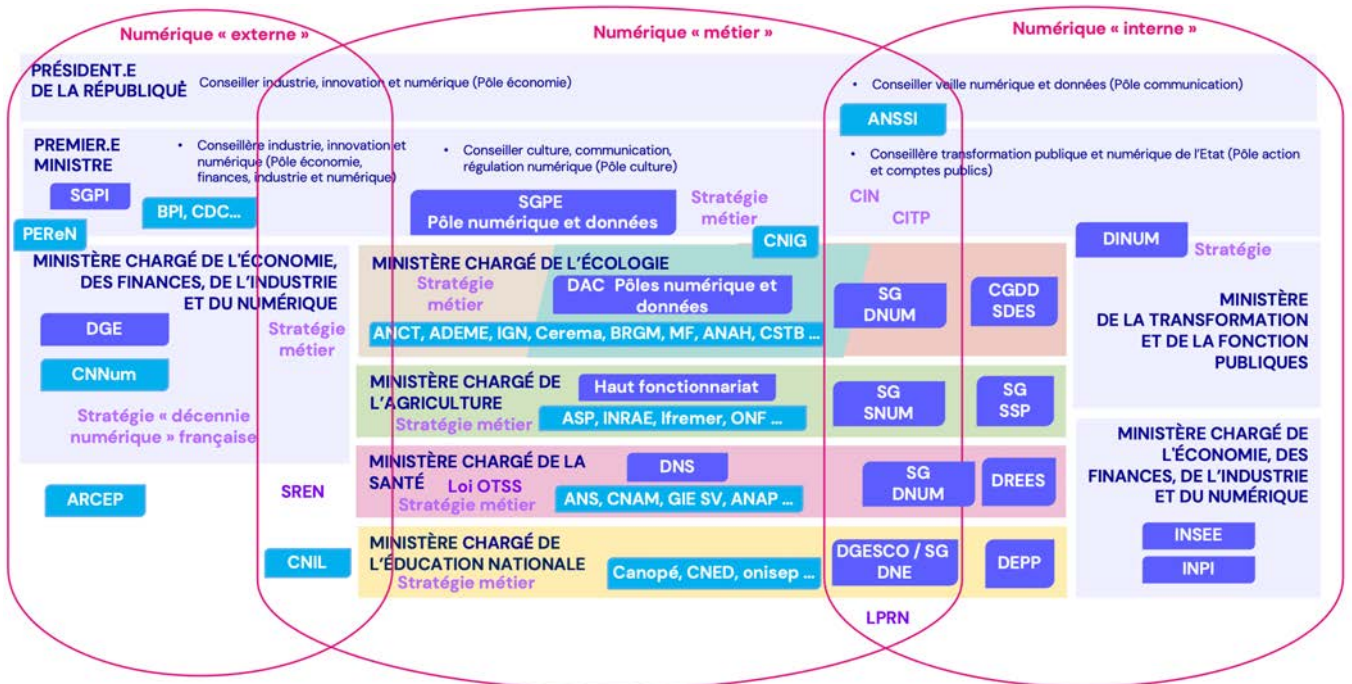 Numérique « externe »
Numérique « métier »
Numérique « interne »
PRÉSIDENT.E
DE LA RÉPUBLIQUE
• Conseiller industrie, innovation et numérique (Pôle économie)
• Conseiller veille numérique et données (Pôle communication)
ANSSI
PREMIER.E
MINISTRE
• Conseillère industrie, innovation et
numérique (Pôle économie,
finances, industrie et numérique)
• Conseiller culture, communication,
régulation numérique (Pôle culture)
• Conseillère transformation publique et numérique de l'Etat (Pôle action
et comptes publics)
SGPI
BPI, CDC...
PEReN
SGPE
Pôle numérique et données
Stratégie
métier
CIN
CITP
CNIG
DINUM
Stratégie
MINISTÈRE CHARGÉ DE L'ÉCONOMIE,
DES FINANCES, DE L'INDUSTRIE
ET DU NUMÉRIQUE
DGE
Stratégie
métier
CNNum
Stratégie « décennie
numérique » française
ARCEP
SREN
CNIL
MINISTÈRE CHARGÉ DE L'ÉCOLOGIE
Stratégie
métier
DAC Pôles numérique et
données
ANCT, ADEME, IGN, Cerema, BRGM, MF, ANAH, CSTB ...
SG
DNUM
CGDD
SDES
MINISTÈRE CHARGÉ DE
L'AGRICULTURE
Stratégie métier
Haut fonctionnariat
ASP, INRAE, Ifremer, ONF ...
SG
SNUM
SG
SSP
MINISTÈRE CHARGÉ DE LA
SANTÉ
Loi OTSS
Stratégie métier
DNS
ANS, CNAM, GIE SV, ANAP ...
SG
DNUM
DREES
MINISTÈRE CHARGÉ DE
L'ÉDUCATION NATIONALE
Stratégie métier
Canopé, CNED, onisep ...
DGESCO / SG
DNE
DEPP
LPRN
MINISTÈRE
DE LA TRANSFORMATION
ET DE LA FONCTION
PUBLIQUES
MINISTÈRE CHARGÉ DE
L'ÉCONOMIE, DES
FINANCES, DE L'INDUSTRIE
ET DU NUMÉRIQUE
INSEE
INPI